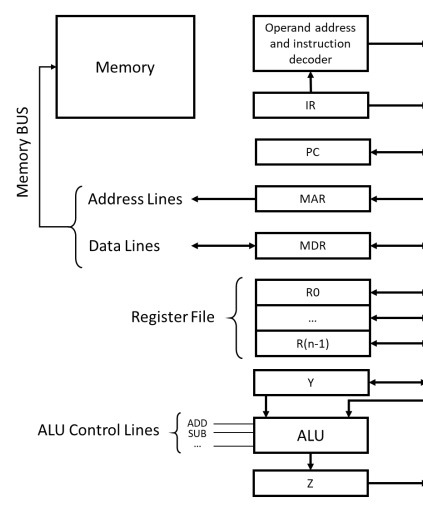 Memory
Operand address
and instruction
decoder
IR
PC
Memory BUS
Address Lines
MAR
Data Lines
MDR
Register File
R0
...
R(n-1)
Y
ALU Control Lines
ADD
SUB
...
ALU
Z